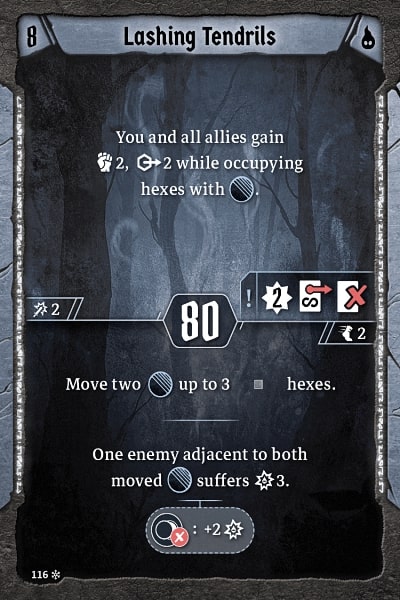 8
Lashing Tendrils
You and all allies gain
2, 2 while occupying
hexes with .
2
80
! 2
2
Move two up to 3 hexes.
One enemy adjacent to both
moved suffers 3.
: +2
116